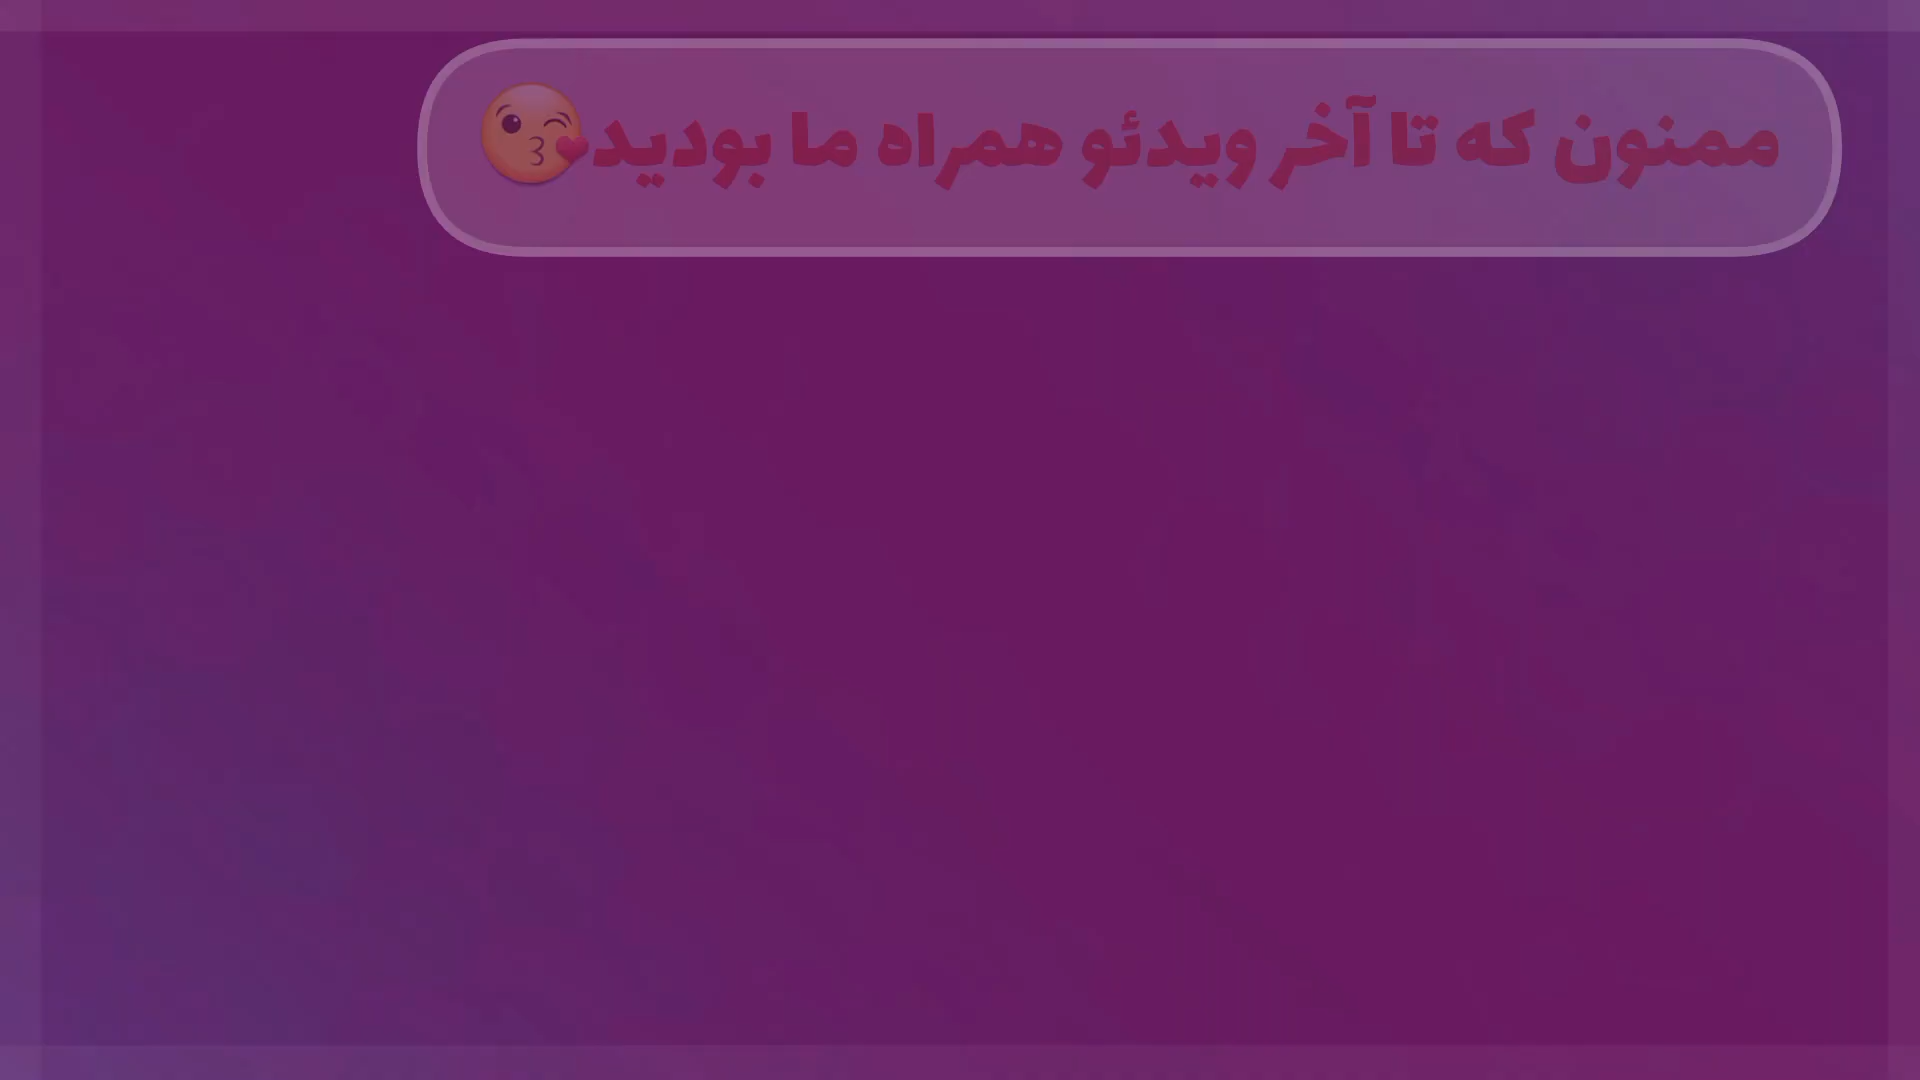 ممنون که تا آخر ویدئو همراه ما بودید😘